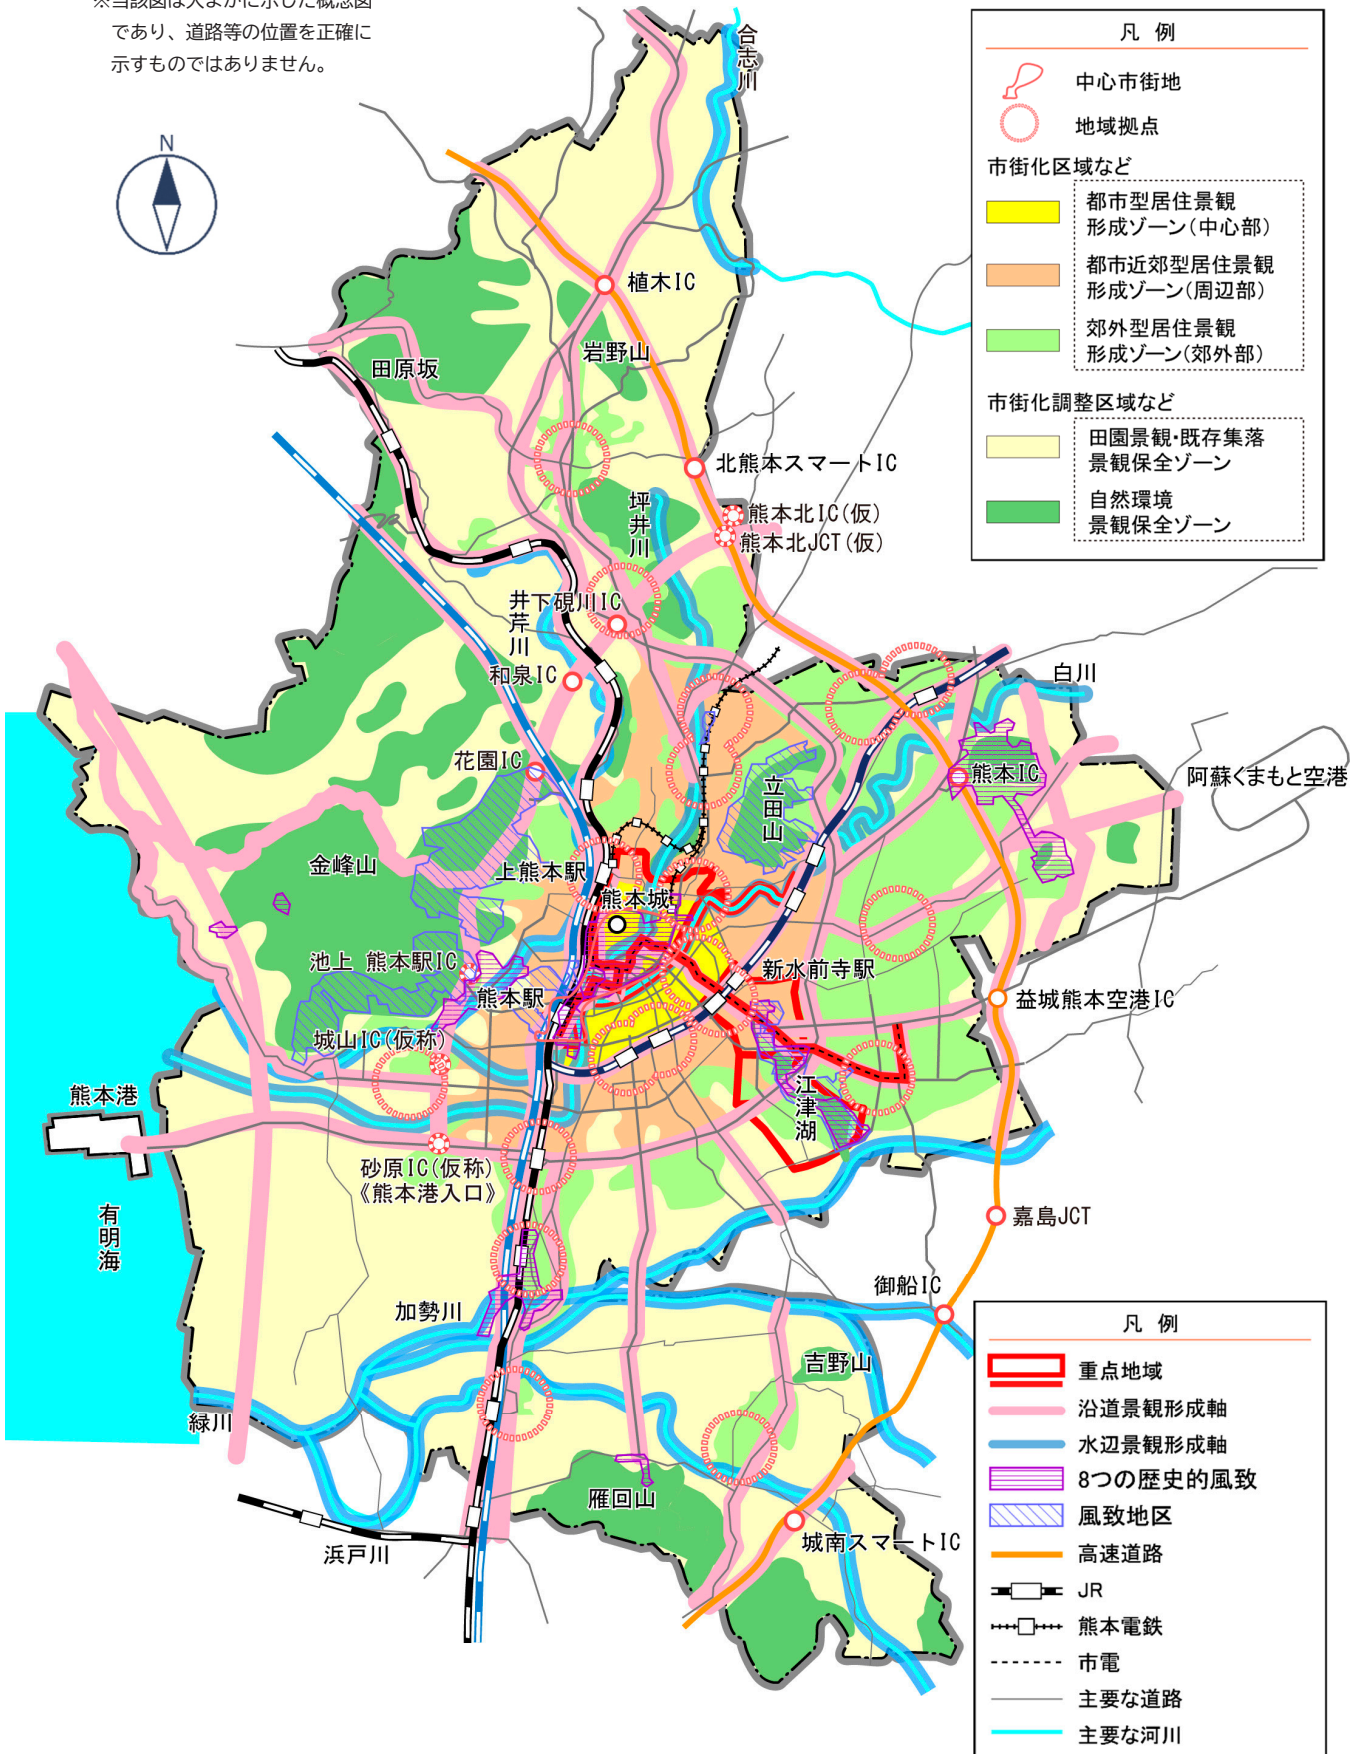 ※当該図は大まかに示した概念図
であり、道路等の位置を正確に
示すものではありません。
N
凡 例
中心市街地
地域拠点
市街化区域など
都市型居住景観
形成ゾーン(中心部)
都市近郊型居住景観
形成ゾーン(周辺部)
郊外型居住景観
形成ゾーン(郊外部)
市街化調整区域など
田園景観・既存集落
景観保全ゾーン
自然環境
景観保全ゾーン
合志川
植木IC
岩野山
田原坂
北熊本スマートIC
坪井川
熊本北IC(仮)
熊本北JCT(仮)
下硯川IC
井芹川
和泉IC
白川
花園IC
熊本IC
阿蘇くまもと空港
立田山
金峰山
上熊本駅
熊本城
池上 熊本駅IC
新水前寺駅
熊本駅
益城熊本空港IC
城山IC(仮称)
熊本港
江津湖
砂原IC(仮称)
《熊本港入口》
有明海
嘉島JCT
御船IC
加勢川
吉野山
緑川
雁回山
城南スマートIC
浜戸川
凡 例
重点地域
沿道景観形成軸
水辺景観形成軸
8つの歴史的風致
風致地区
高速道路
JR
熊本電鉄
市電
主要な道路
主要な河川